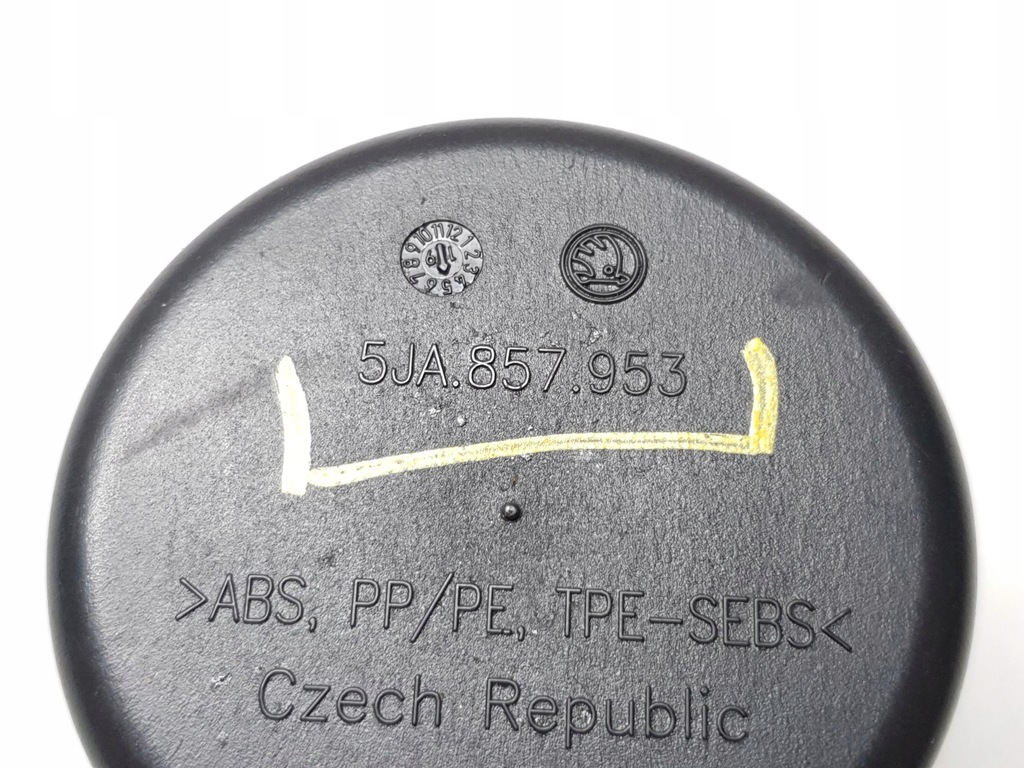 5JA.857.953
>ABS, PP/PE, TPE-SEBS<
Czech Republic